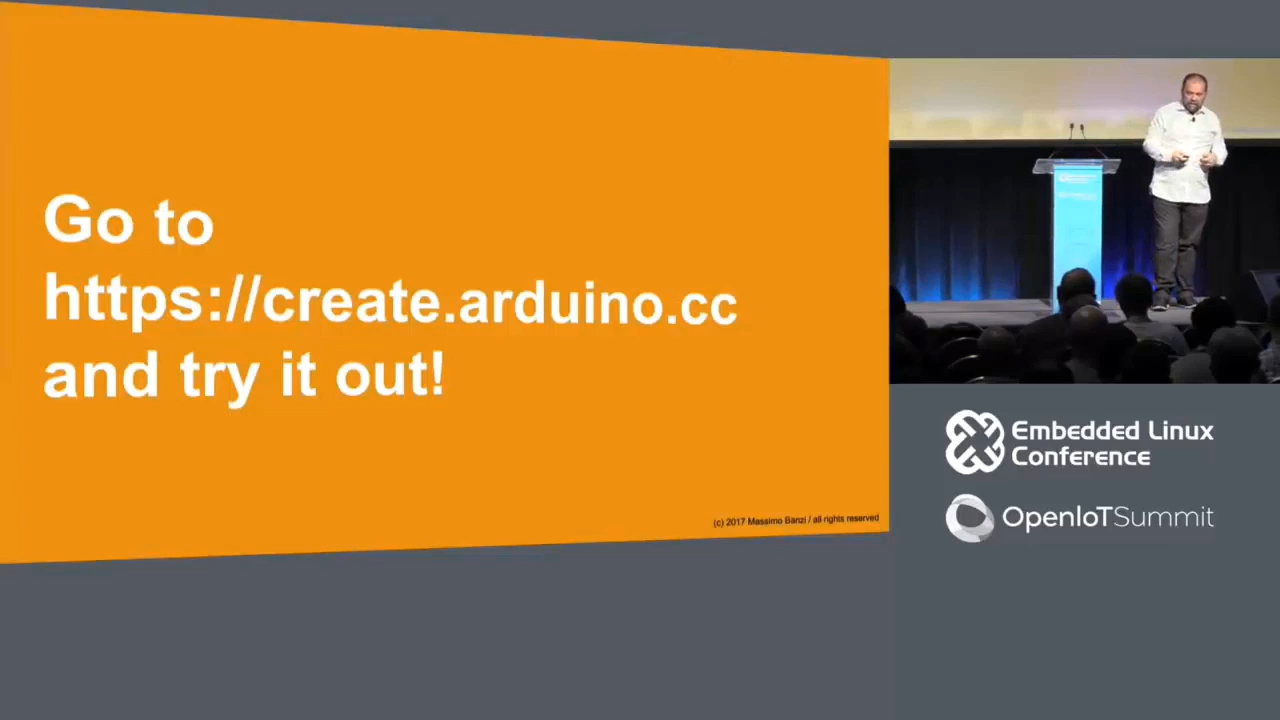 Go to
https://create.arduino.cc
and try it out!
(c) 2017 Massimo Banzi / all rights reserved
Embedded Linux
Conference
OpenIoTSummit